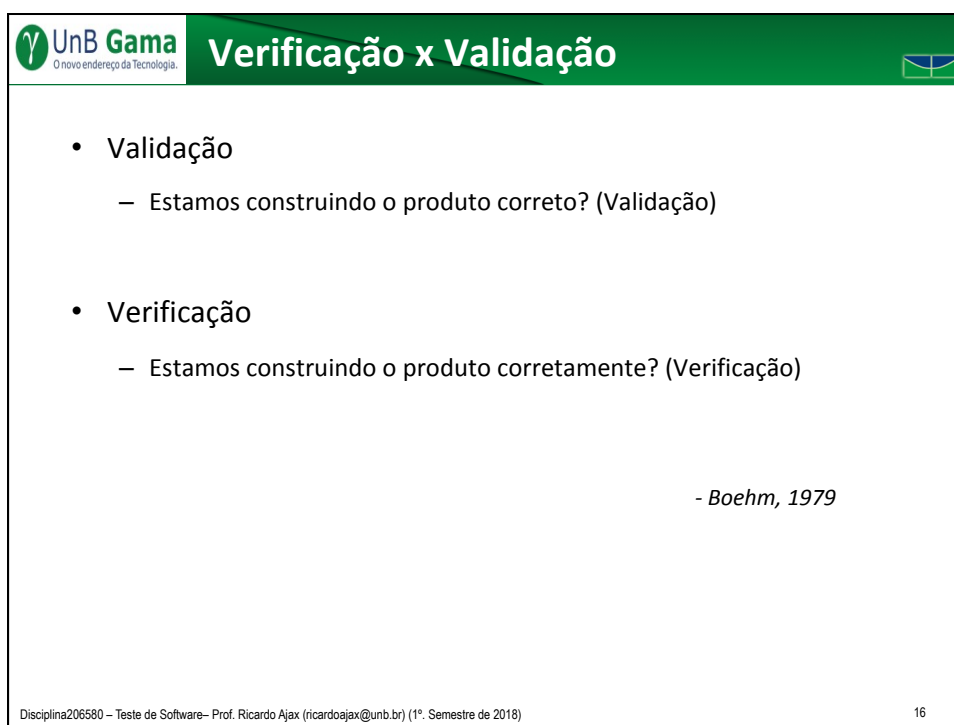 UnB Gama
O novo endereço da Tecnologia.
Verificação x Validação
• Validação
– Estamos construindo o produto correto? (Validação)
• Verificação
– Estamos construindo o produto corretamente? (Verificação)
- Boehm, 1979
Disciplina206580 – Teste de Software– Prof. Ricardo Ajax (ricardoajax@unb.br) (1º. Semestre de 2018)
16